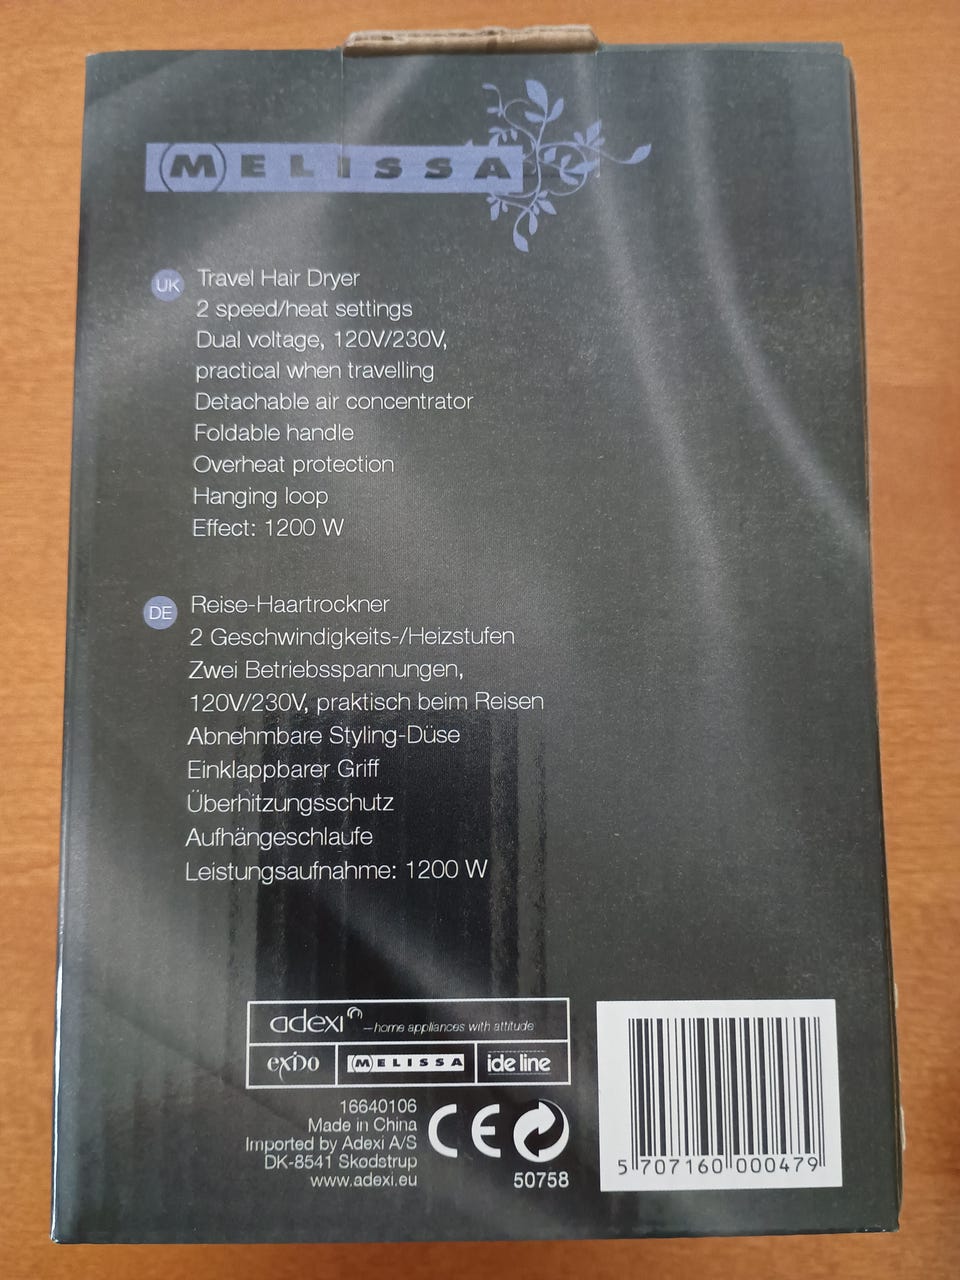 MELISSA
UK
Travel Hair Dryer
2 speed/heat settings
Dual voltage, 120V/230V,
practical when travelling
Detachable air concentrator
Foldable handle
Overheat protection
Hanging loop
Effect: 1200 W
DE
Reise-Haartrockner
2 Geschwindigkeits-/Heizstufen
Zwei Betriebsspannungen,
120V/230V, praktisch beim Reisen
Abnehmbare Styling-Düse
Einklappbarer Griff
Überhitzungsschutz
Aufhängeschlaufe
Leistungsaufnahme: 1200 W
adexi – home appliances with attitude
exido MELISSA ide line
16640106
Made in China
Imported by Adexi A/S
DK-8541 Skødstrup
www.adexi.eu
CE
50758
5 707160 000479